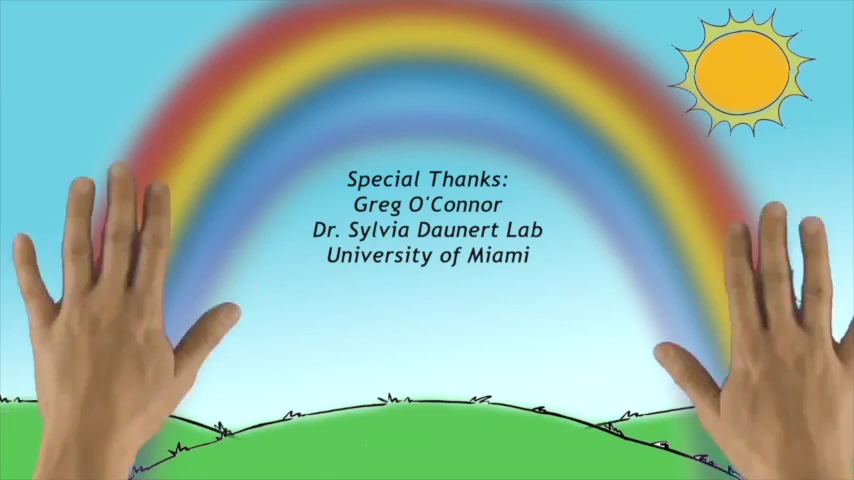 Special Thanks:
Greg O'Connor
Dr. Sylvia Daunert Lab
University of Miami